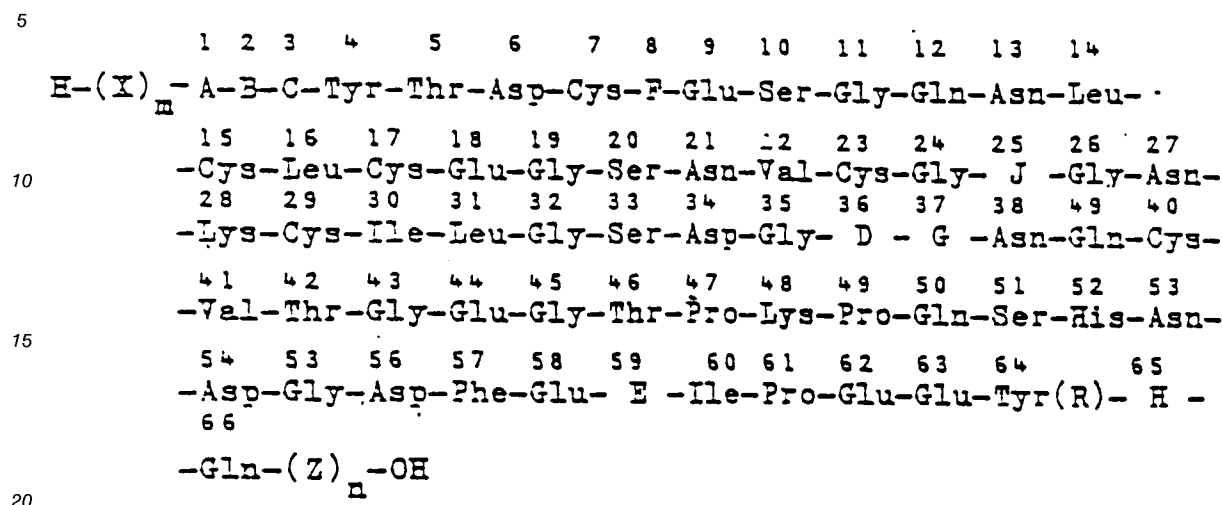 5
1 2 3 4 5 6 7 8 9 10 11 12 13 14
H-(X)m-A-B-C-Tyr-Thr-Asp-Cys-F-Glu-Ser-Gly-Gln-Asn-Leu-
15 16 17 18 19 20 21 22 23 24 25 26 27
-Cys-Leu-Cys-Glu-Gly-Ser-Asn-Val-Cys-Gly- J -Gly-Asn-
10
28 29 30 31 32 33 34 35 36 37 38 49 40
-Lys-Cys-Ile-Leu-Gly-Ser-Asp-Gly- D - G -Asn-Gln-Cys-
41 42 43 44 45 46 47 48 49 50 51 52 53
-Val-Thr-Gly-Glu-Gly-Thr-Pro-Lys-Pro-Gln-Ser-His-Asn-
15
54 53 56 57 58 59 60 61 62 63 64 65
-Asp-Gly-Asp-Phe-Glu- E -Ile-Pro-Glu-Glu-Tyr(R)- H -
66
-Gln-(Z)n-OH
20